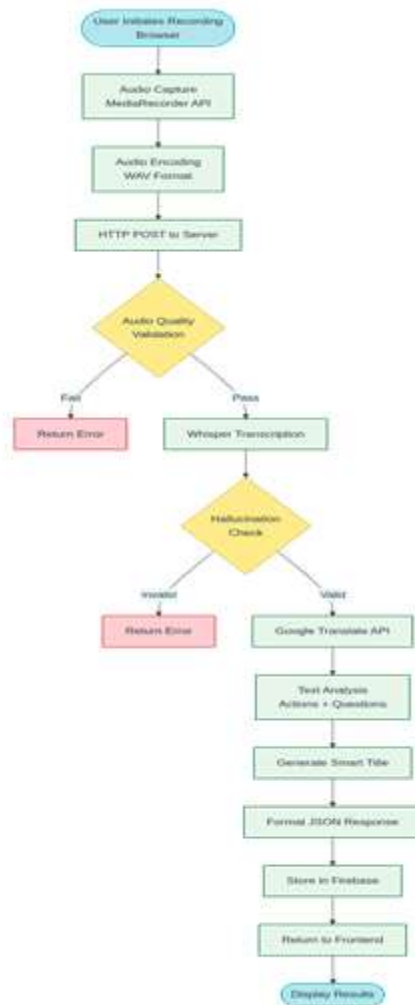 User Initiates Recording
Browser
Audio Capture
MediaRecorder API
Audio Encoding
WAV Format
HTTP POST to Server
Audio Quality
Validation
Fail
Pass
Return Error
Whisper Transcription
Hallucination
Check
Invalid
Valid
Return Error
Google Translate API
Text Analysis
Actions + Questions
Generate Smart Title
Format JSON Response
Store in Firebase
Return to Frontend
Display Results